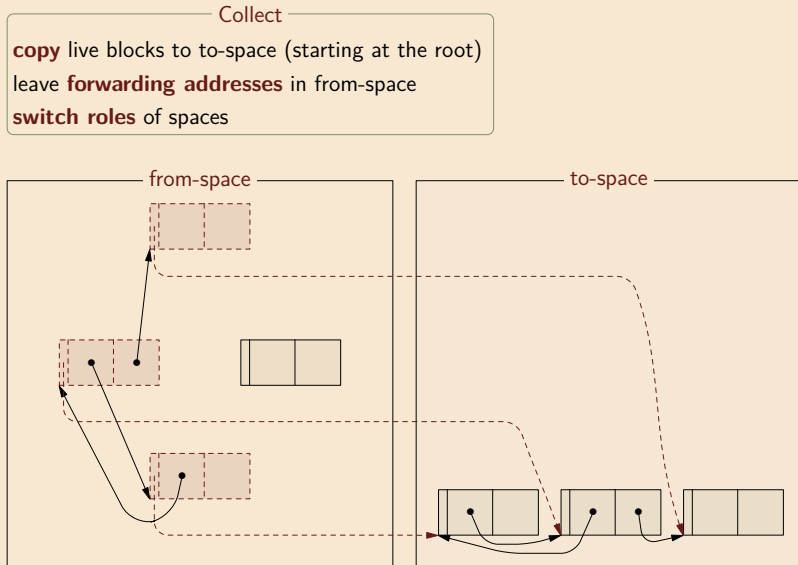 Collect
copy live blocks to to-space (starting at the root)
leave forwarding addresses in from-space
switch roles of spaces
from-space
to-space